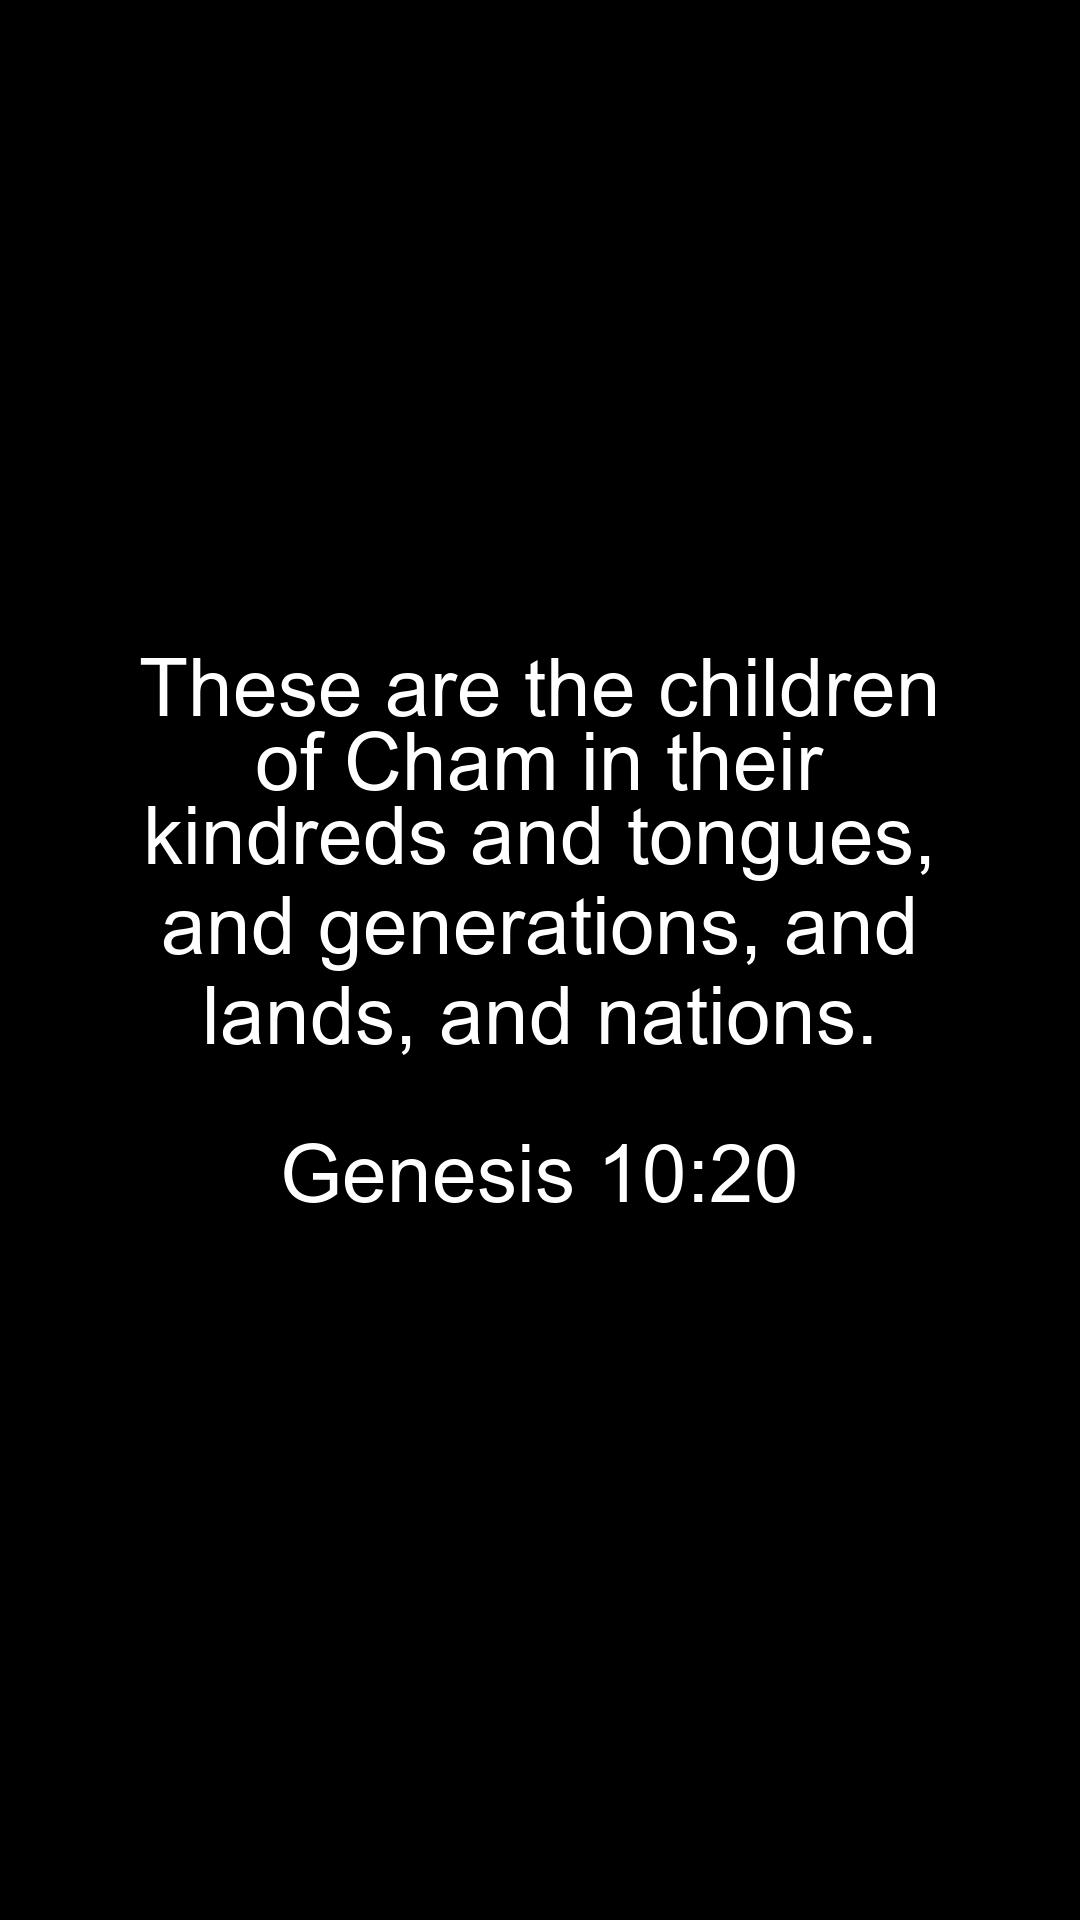 These are the children
of Cham in their
kindreds and tongues,
and generations, and
lands, and nations.
Genesis 10:20